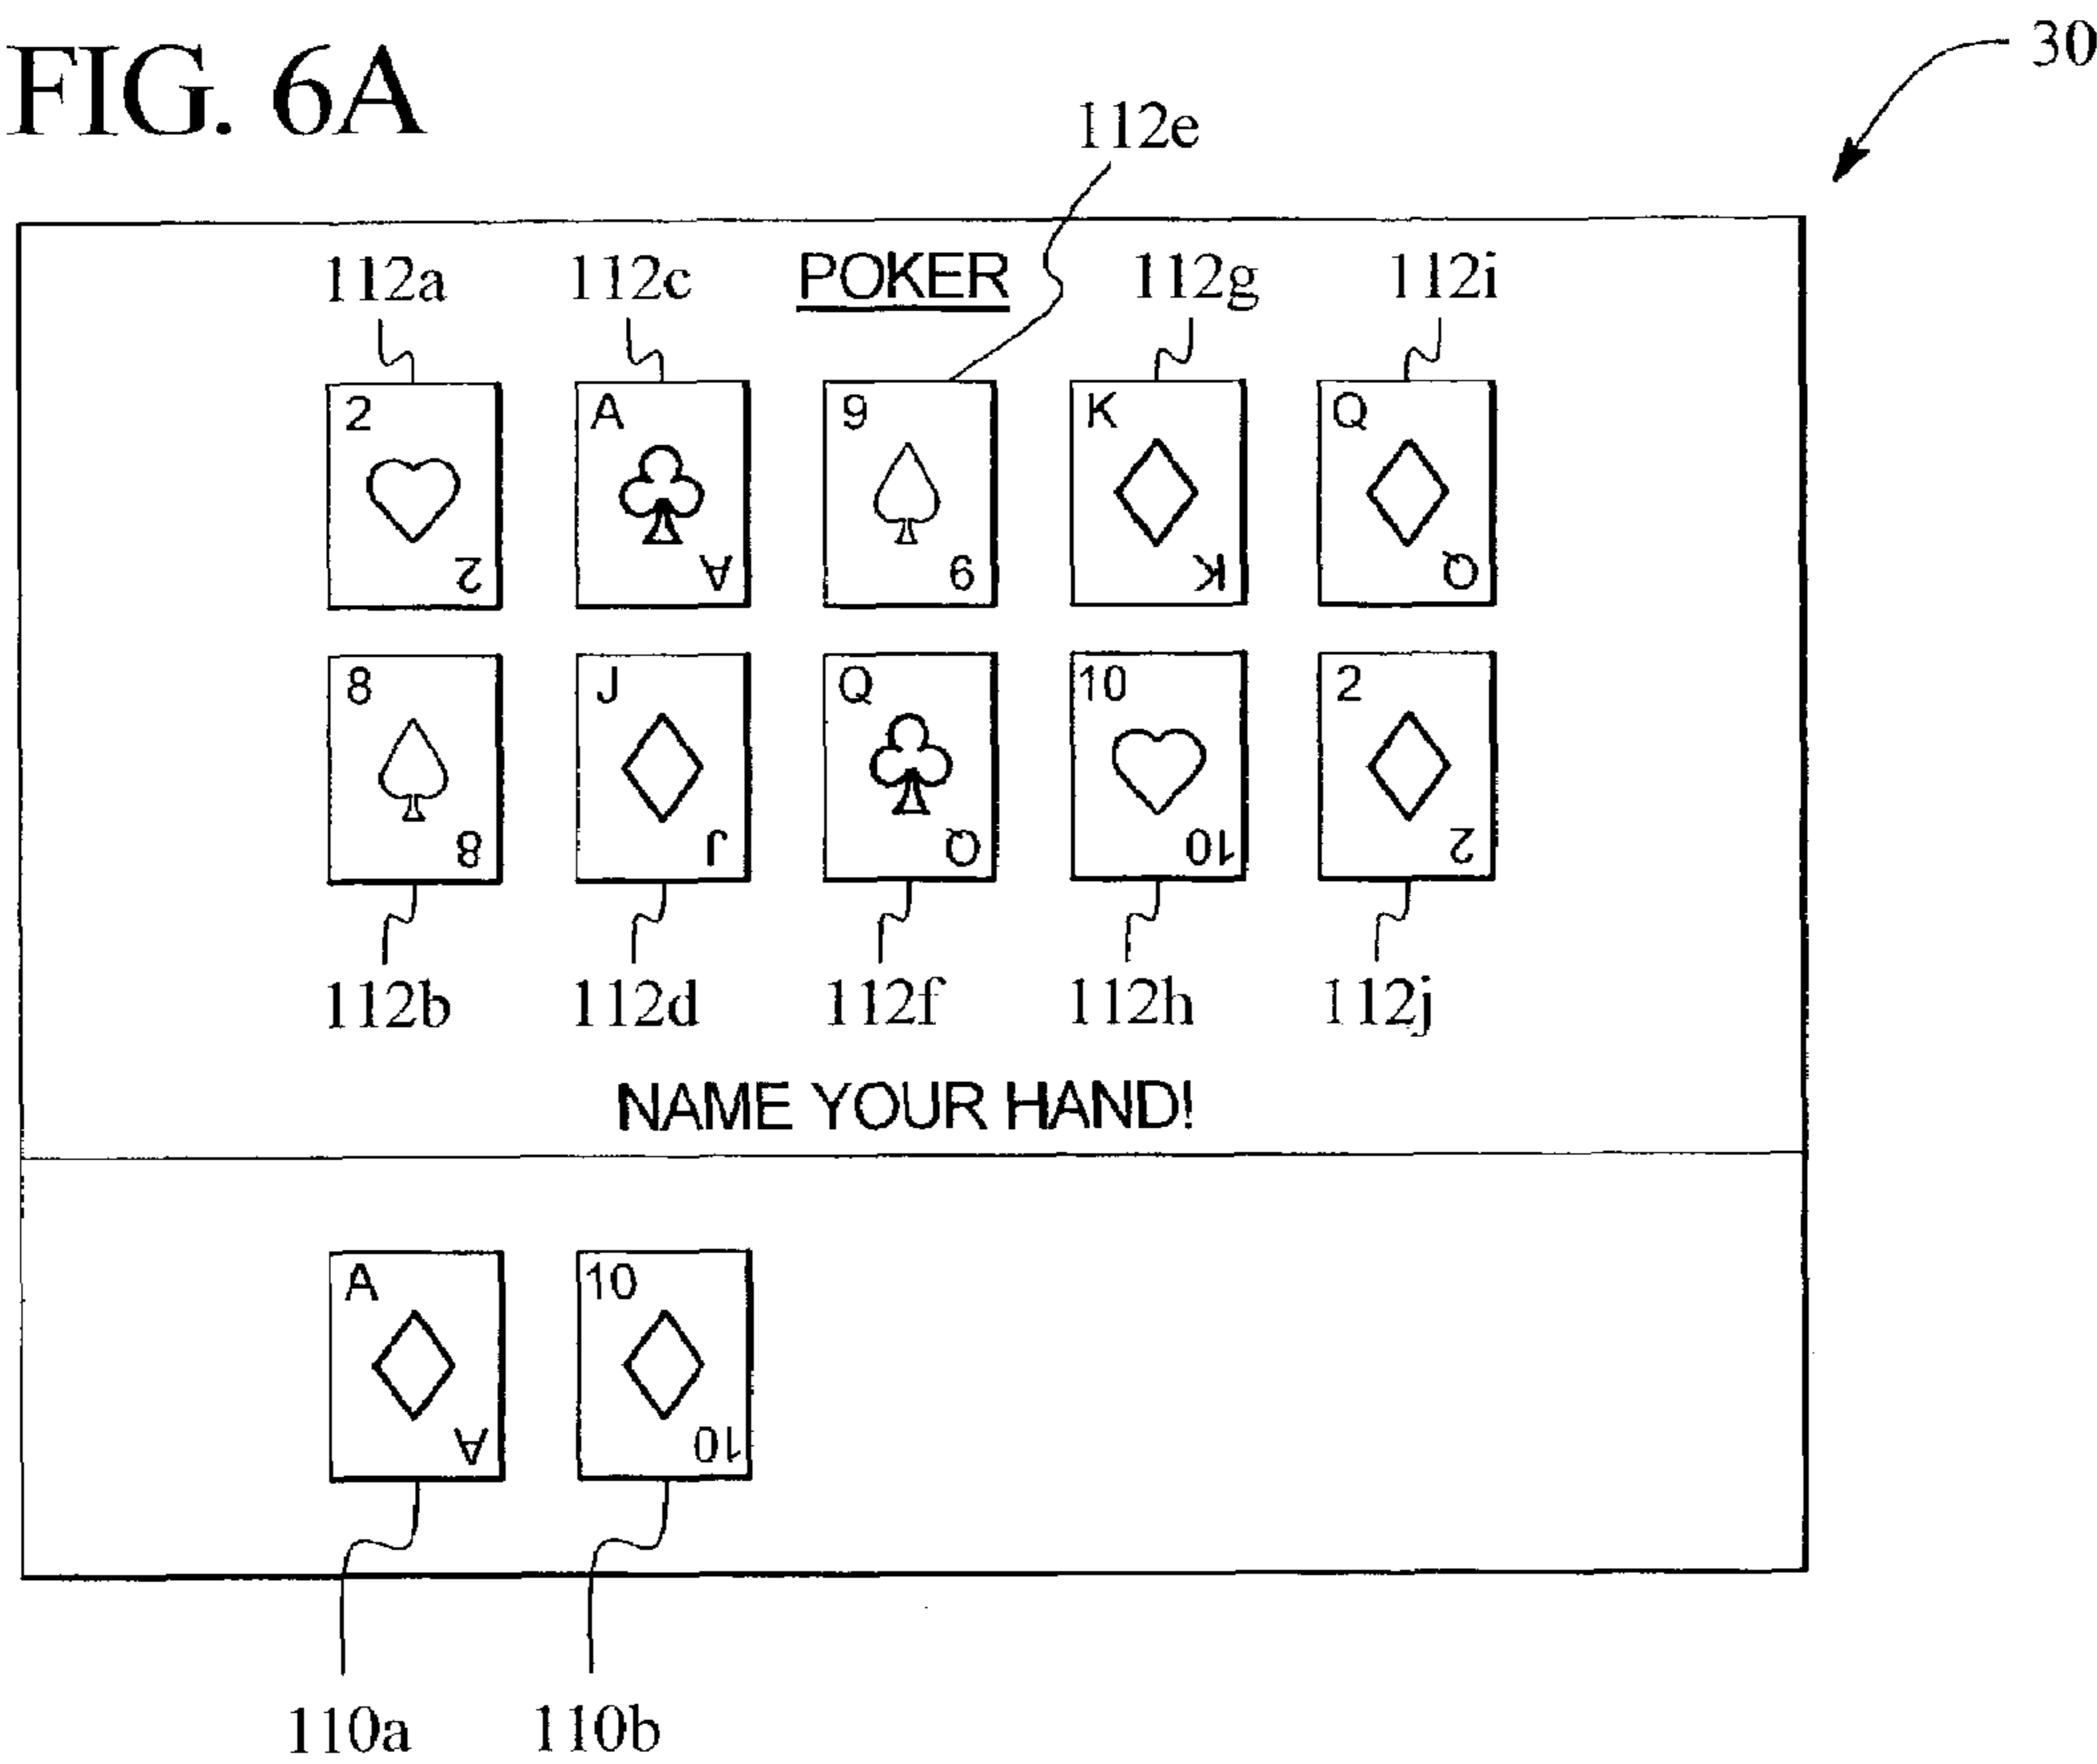 FIG. 6A
30
112e
112a 112c POKER 112g 112i
2 A 9 K Q
2 A 9 K Q
8 J Q 10 2
8 J Q 10 2
112b 112d 112f 112h 112j
NAME YOUR HAND!
A 10
A 10
110a 110b